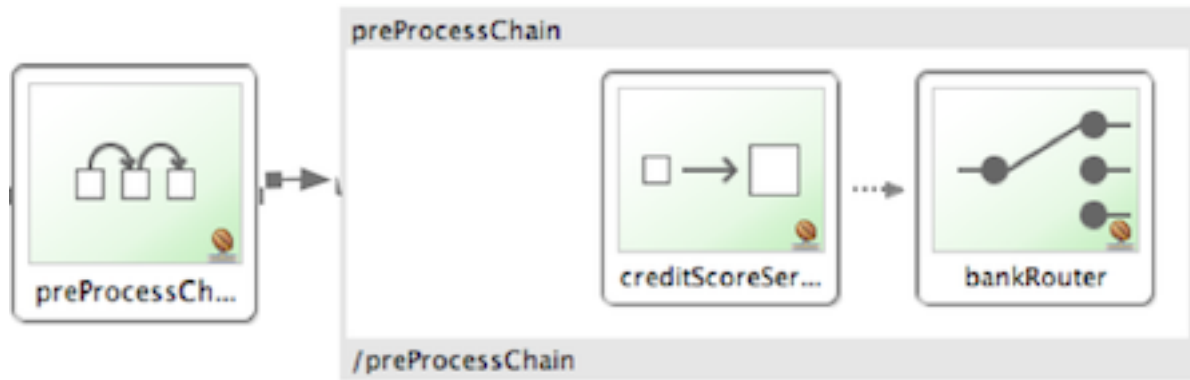 preProcessChain
preProcessCh...
creditScoreSer...
bankRouter
/preProcessChain